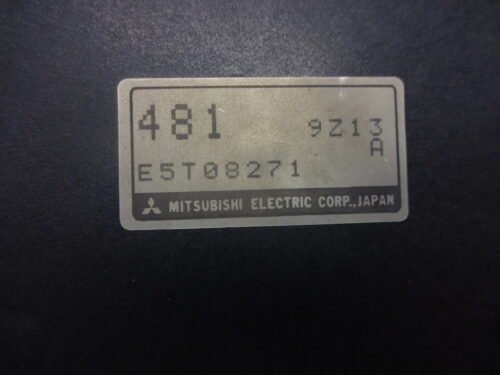 481 9Z13
A
E5T08271
MITSUBISHI ELECTRIC CORP.,JAPAN